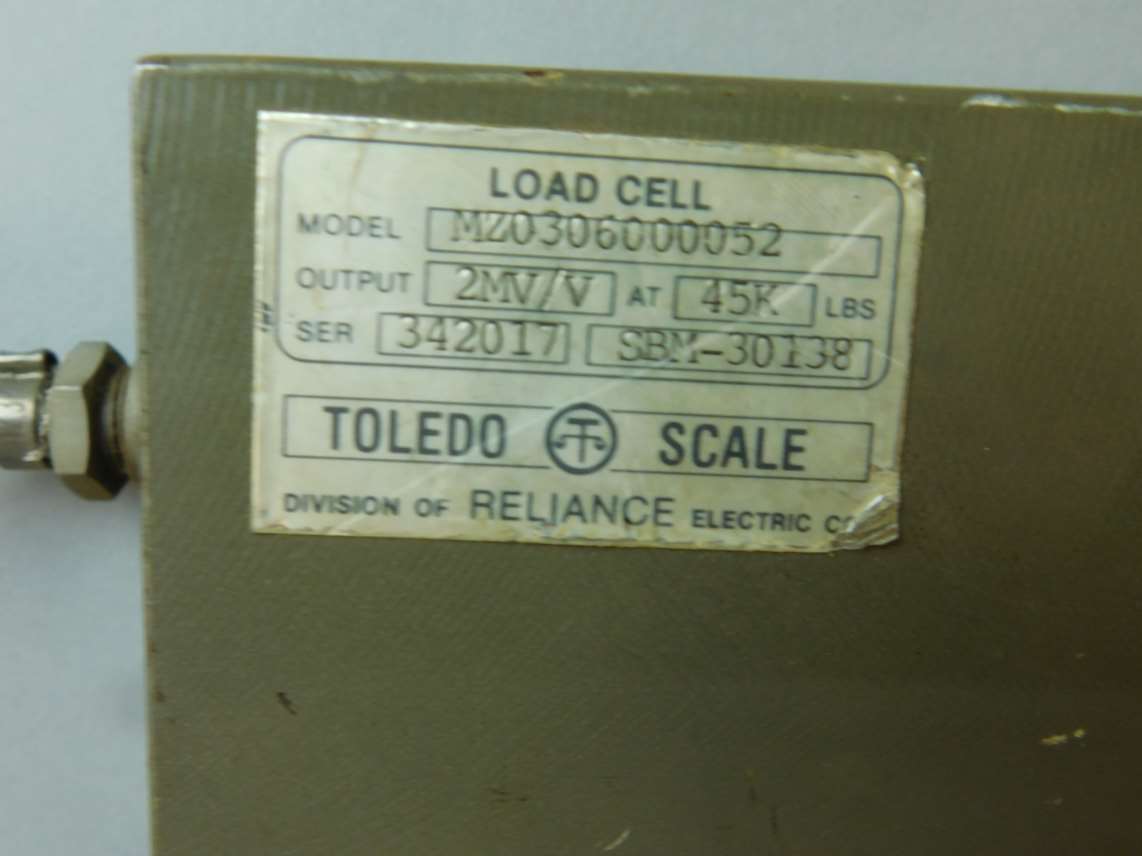 LOAD CELL
MODEL MZ0306000052
OUTPUT 2MV/V AT 45K LBS
SER 342017 SBM-30138
TOLEDO SCALE
DIVISION OF RELIANCE ELECTRIC